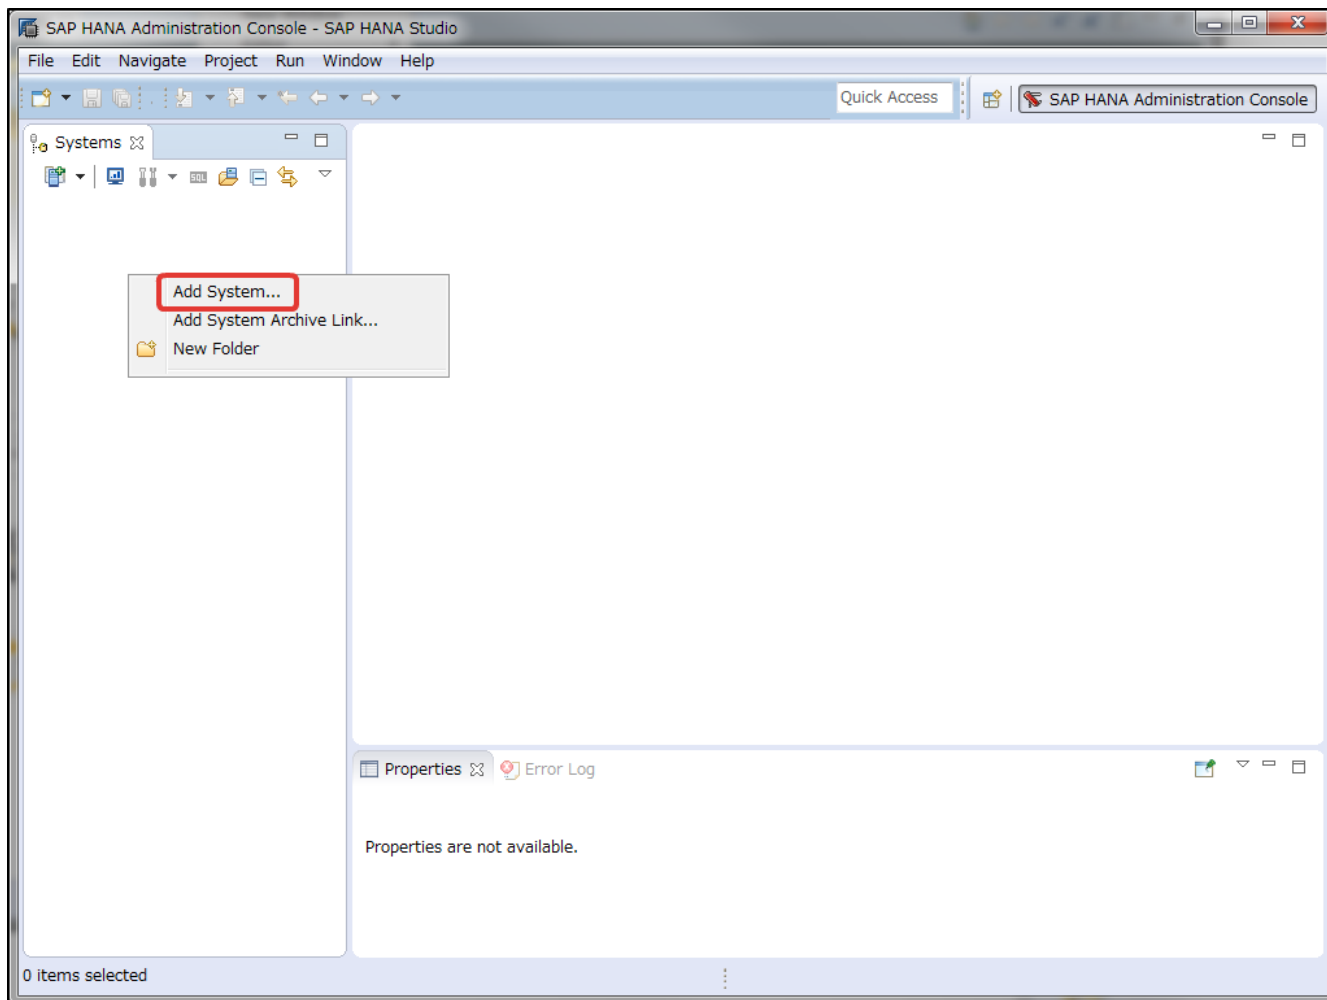 SAP HANA Administration Console - SAP HANA Studio
File Edit Navigate Project Run Window Help
Quick Access
SAP HANA Administration Console
Systems
SQL
Add System...
Add System Archive Link...
New Folder
Properties
Error Log
Properties are not available.
0 items selected